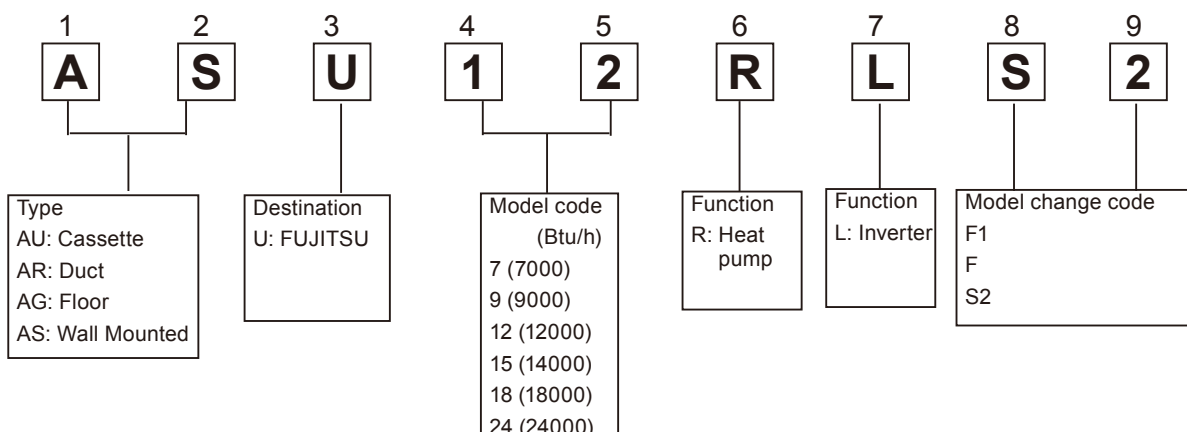 1 2 3 4 5 6 7 8 9
A S U 1 2 R L S 2
Type
AU: Cassette
AR: Duct
AG: Floor
AS: Wall Mounted
Destination
U: FUJITSU
Model code
(Btu/h)
7 (7000)
9 (9000)
12 (12000)
15 (14000)
18 (18000)
24 (24000)
Function
R: Heat
pump
Function
L: Inverter
Model change code
F1
F
S2